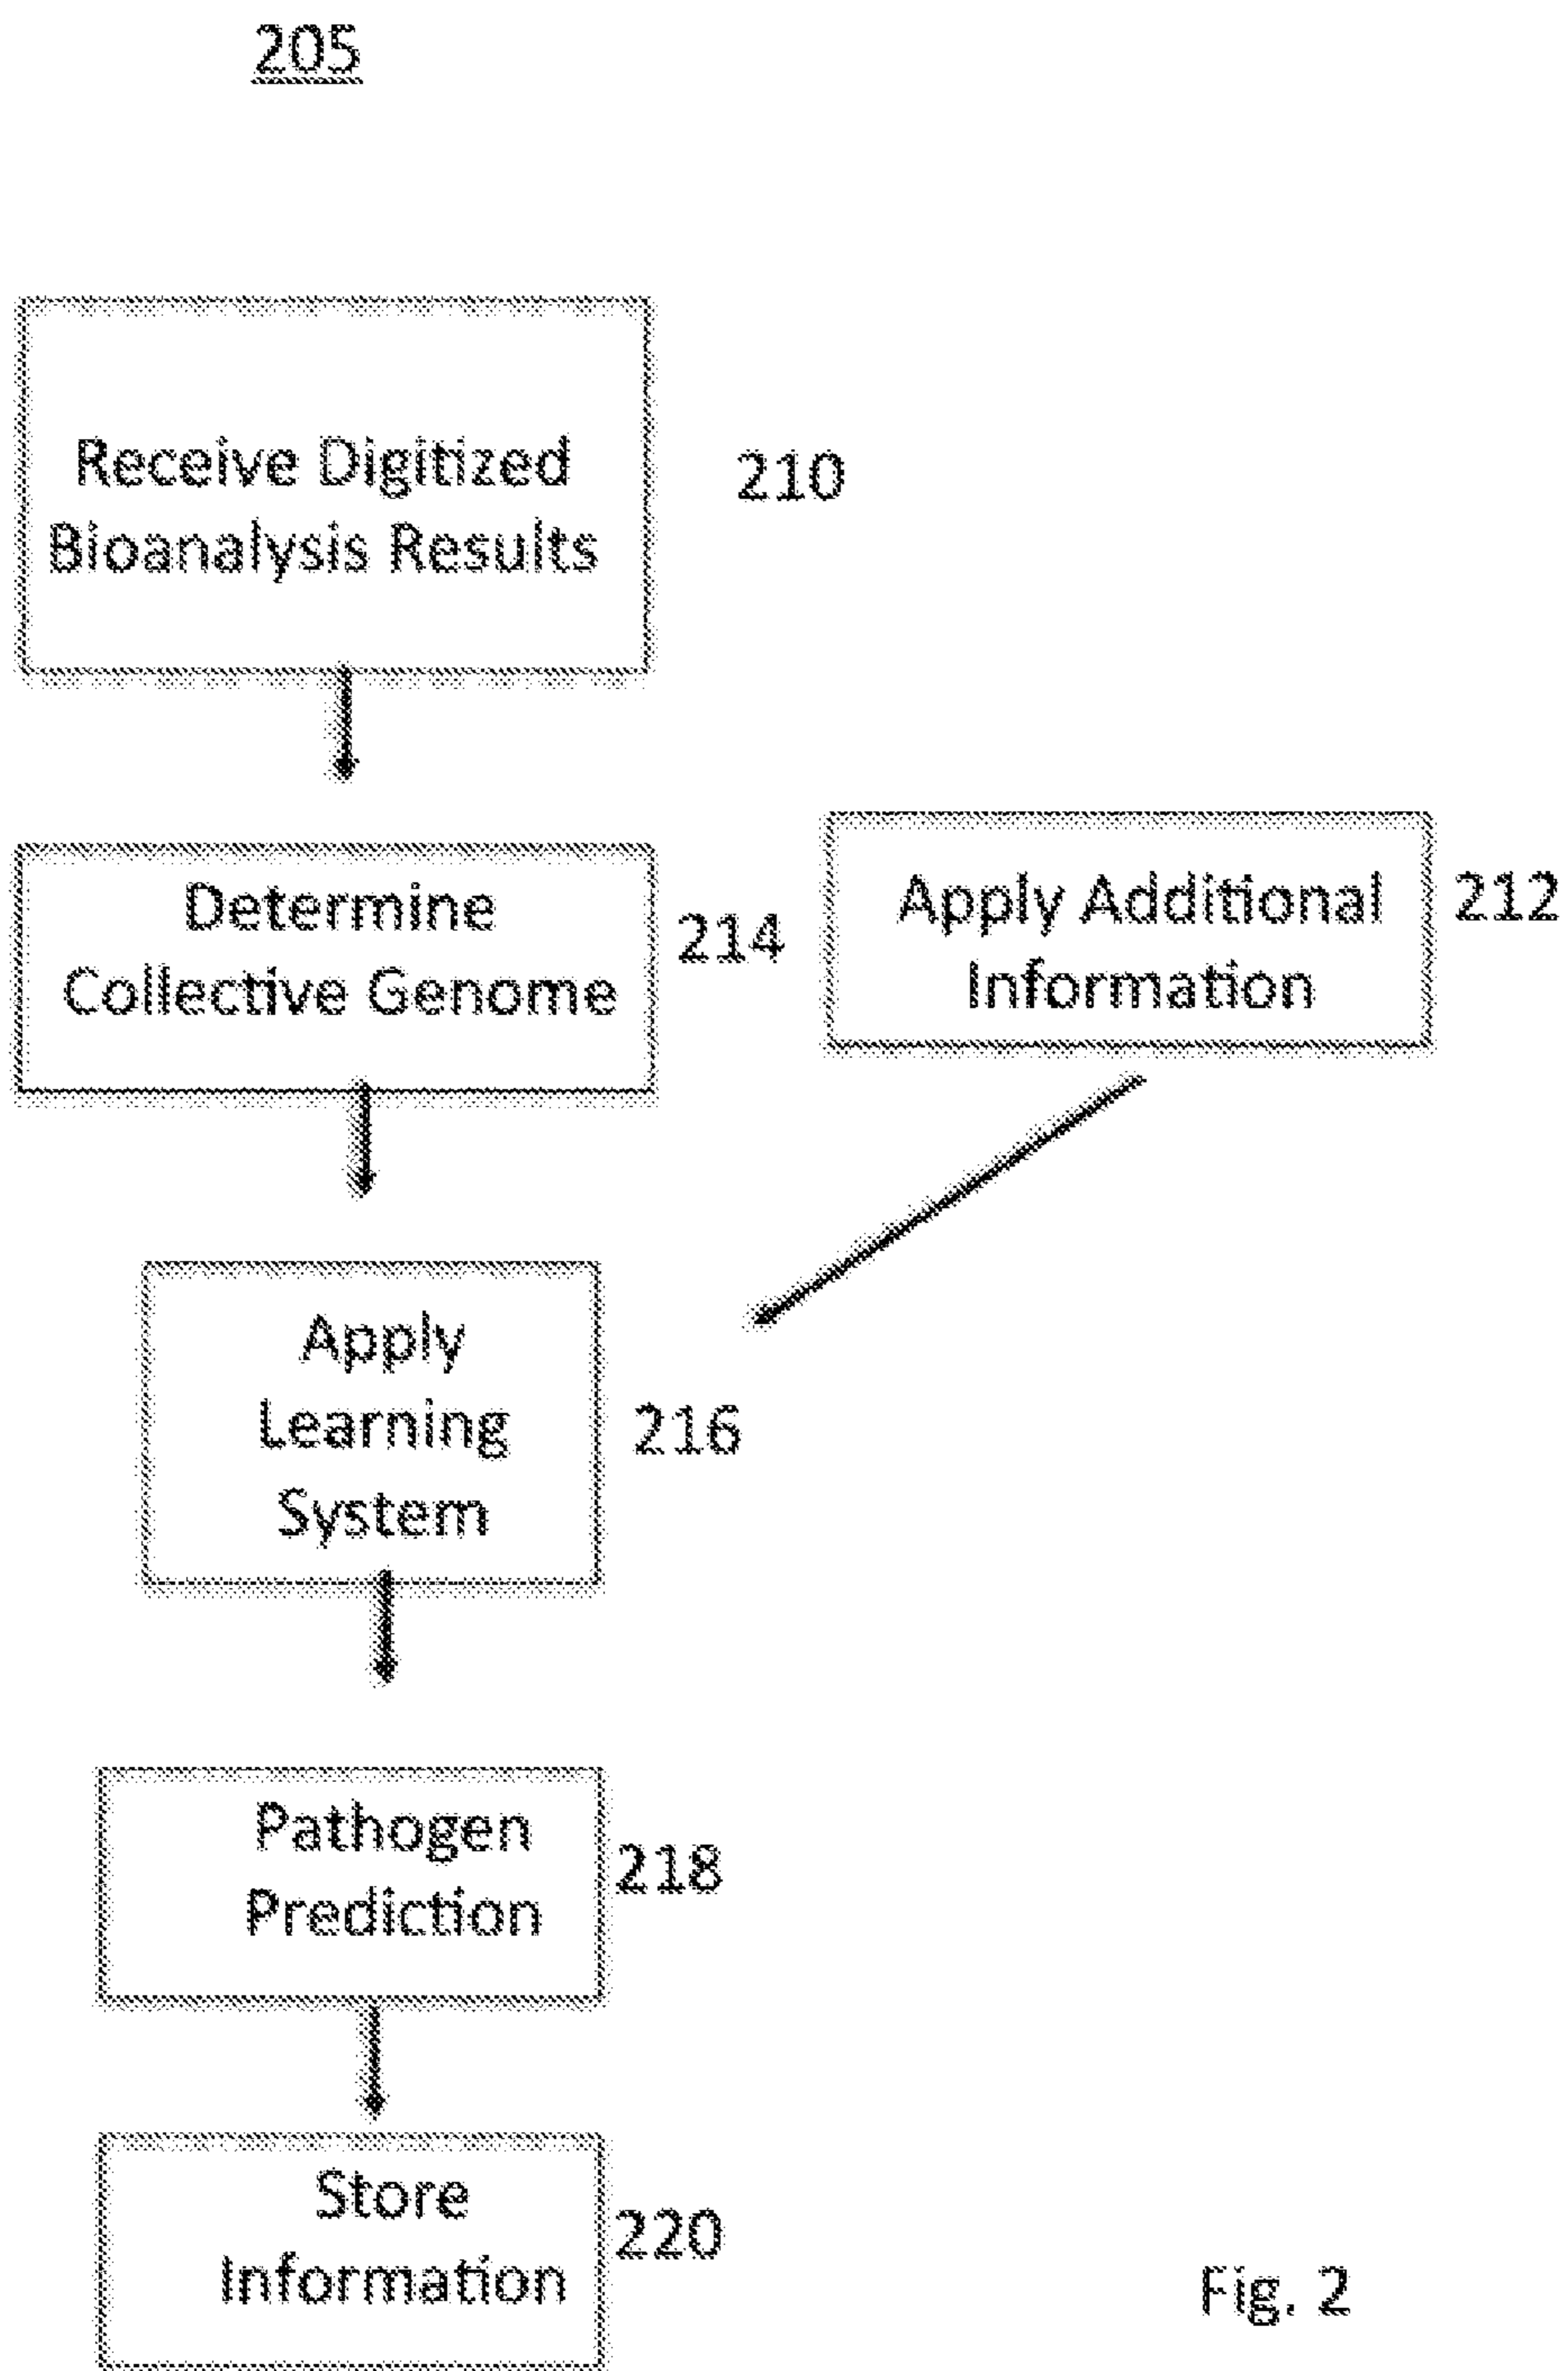 205
Receive Digitized
Bioanalysis Results
210
Determine
Collective Genome
214
Apply Additional
Information
212
Apply
Learning
System
216
Pathogen
Prediction
218
Store
Information
220
Fig. 2